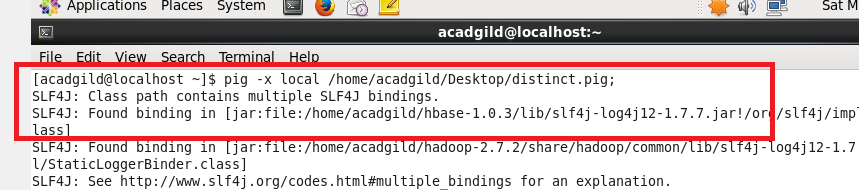 Applications Places System Sat M
acadgild@localhost:~
File Edit View Search Terminal Help
[acadgild@localhost ~]$ pig -x local /home/acadgild/Desktop/distinct.pig;
SLF4J: Class path contains multiple SLF4J bindings.
SLF4J: Found binding in [jar:file:/home/acadgild/hbase-1.0.3/lib/slf4j-log4j12-1.7.7.jar!/org/slf4j/impl
lass]
SLF4J: Found binding in [jar:file:/home/acadgild/hadoop-2.7.2/share/hadoop/common/lib/slf4j-log4j12-1.7
l/StaticLoggerBinder.class]
SLF4J: See http://www.slf4j.org/codes.html#multiple_bindings for an explanation.